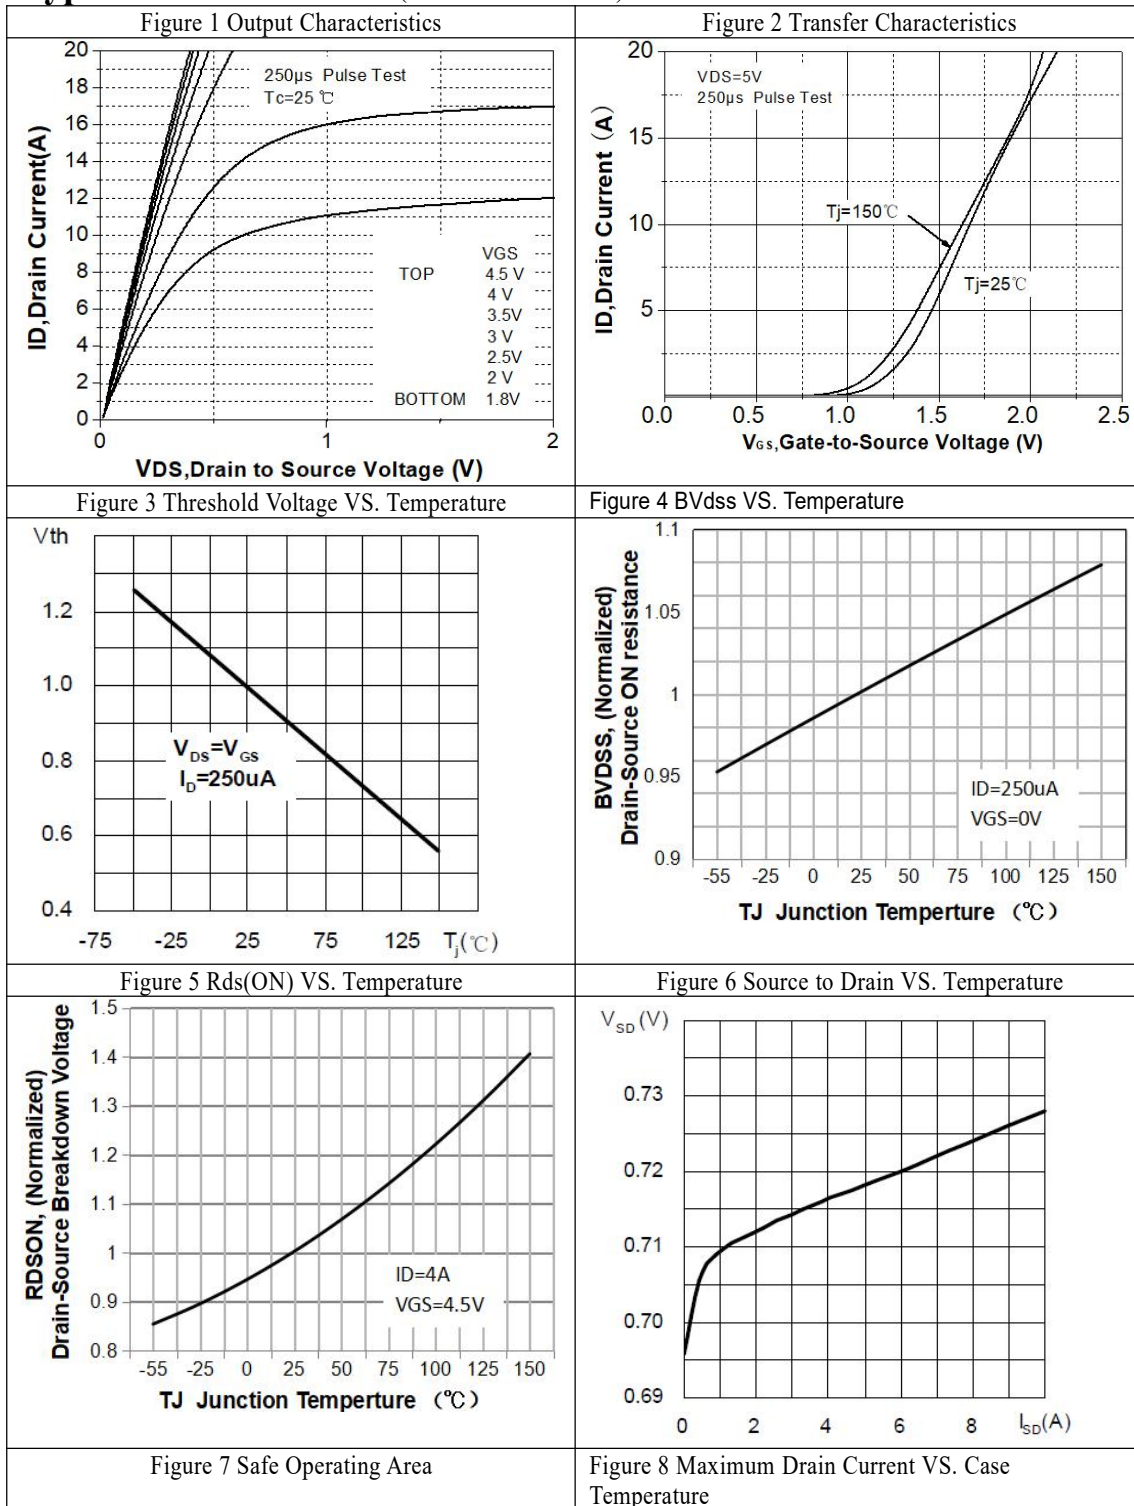 Figure 1 Output Characteristics
20
18
16
14
12
10
8
6
4
2
0
0
1
2
ID,Drain Current(A)
250μs Pulse Test
Tc=25 ℃
VGS
TOP 4.5 V
4 V
3.5V
3 V
2.5V
2 V
BOTTOM 1.8V
VDS,Drain to Source Voltage (V)
Figure 2 Transfer Characteristics
20
15
10
5
0.0
0.5
1.0
1.5
2.0
2.5
ID,Drain Current (A)
VDS=5V
250μs Pulse Test
Tj=150℃
Tj=25℃
VGS,Gate-to-Source Voltage (V)
Figure 3 Threshold Voltage VS. Temperature
Vth
1.2
1.0
0.8
0.6
0.4
VDS=VGS
ID=250uA
-75
-25
25
75
125
Tj(℃)
Figure 4 BVdss VS. Temperature
1.1
1.05
1
0.95
0.9
BVDSS, (Normalized)
Drain-Source ON resistance
ID=250uA
VGS=0V
-55 -25 0 25 50 75 100 125 150
TJ Junction Temperture (℃)
Figure 5 Rds(ON) VS. Temperature
1.5
1.4
1.3
1.2
1.1
1
0.9
0.8
RDSON, (Normalized)
Drain-Source Breakdown Voltage
ID=4A
VGS=4.5V
-55 -25 0 25 50 75 100 125 150
TJ Junction Temperture (℃)
Figure 6 Source to Drain VS. Temperature
VSD (V)
0.73
0.72
0.71
0.70
0.69
0
2
4
6
8
ISD(A)
Figure 7 Safe Operating Area
Figure 8 Maximum Drain Current VS. Case
Temperature